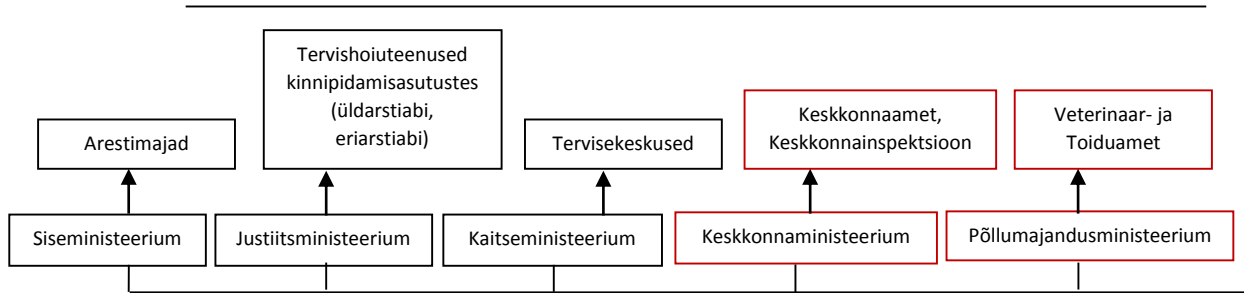 Tervishoiuteenused
kinnipidamisasutustes
(üldarstiabi,
eriarstiabi)
Arestimajad
Tervisekeskused
Keskkonnaamet,
Keskkonnainspektsioon
Veterinaar- ja
Toiduamet
Siseministeerium
Justiitsministeerium
Kaitseministeerium
Keskkonnaministeerium
Põllumajandusministeerium